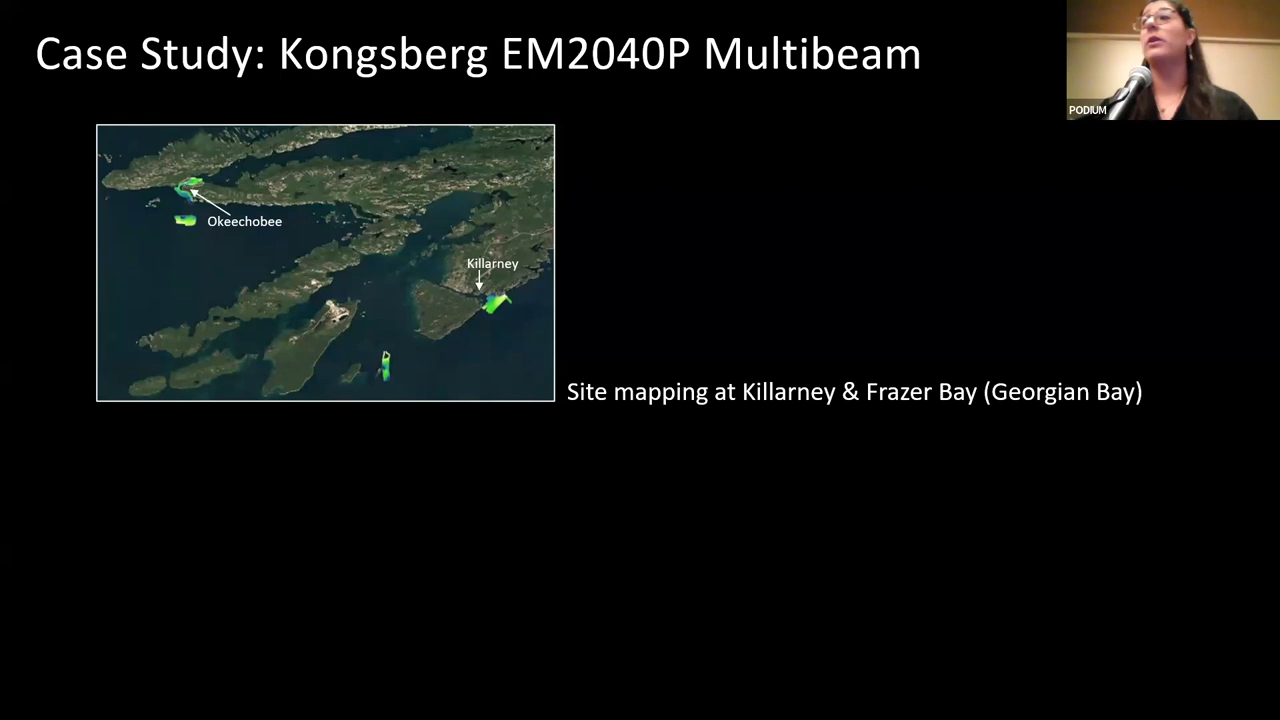 Case Study: Kongsberg EM2040P Multibeam
PODIUM
Okeechobee
Killarney
Site mapping at Killarney & Frazer Bay (Georgian Bay)